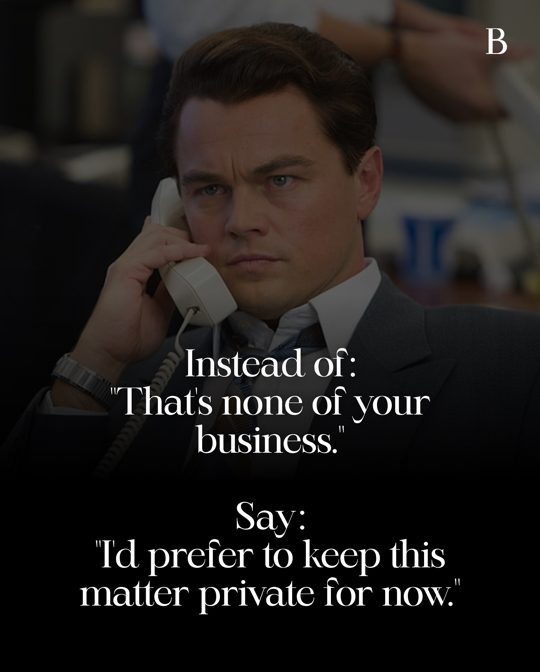 B
Instead of:
"That's none of your
business."
Say:
"I'd prefer to keep this
matter private for now."